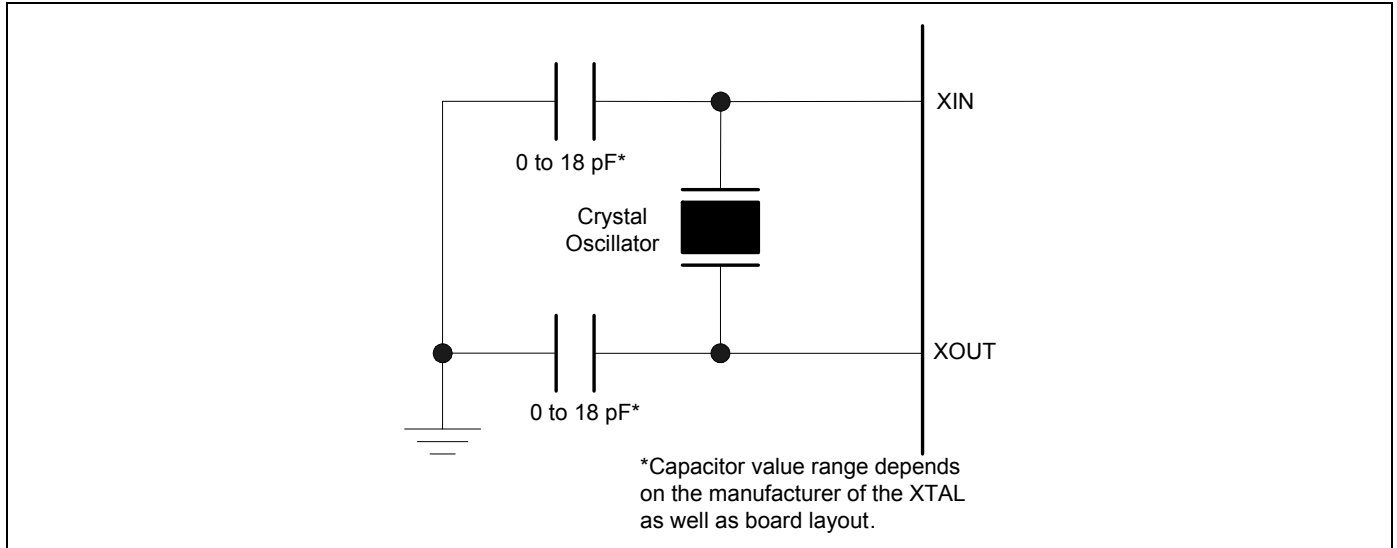 XIN
0 to 18 pF*
Crystal
Oscillator
XOUT
0 to 18 pF*
*Capacitor value range depends
on the manufacturer of the XTAL
as well as board layout.